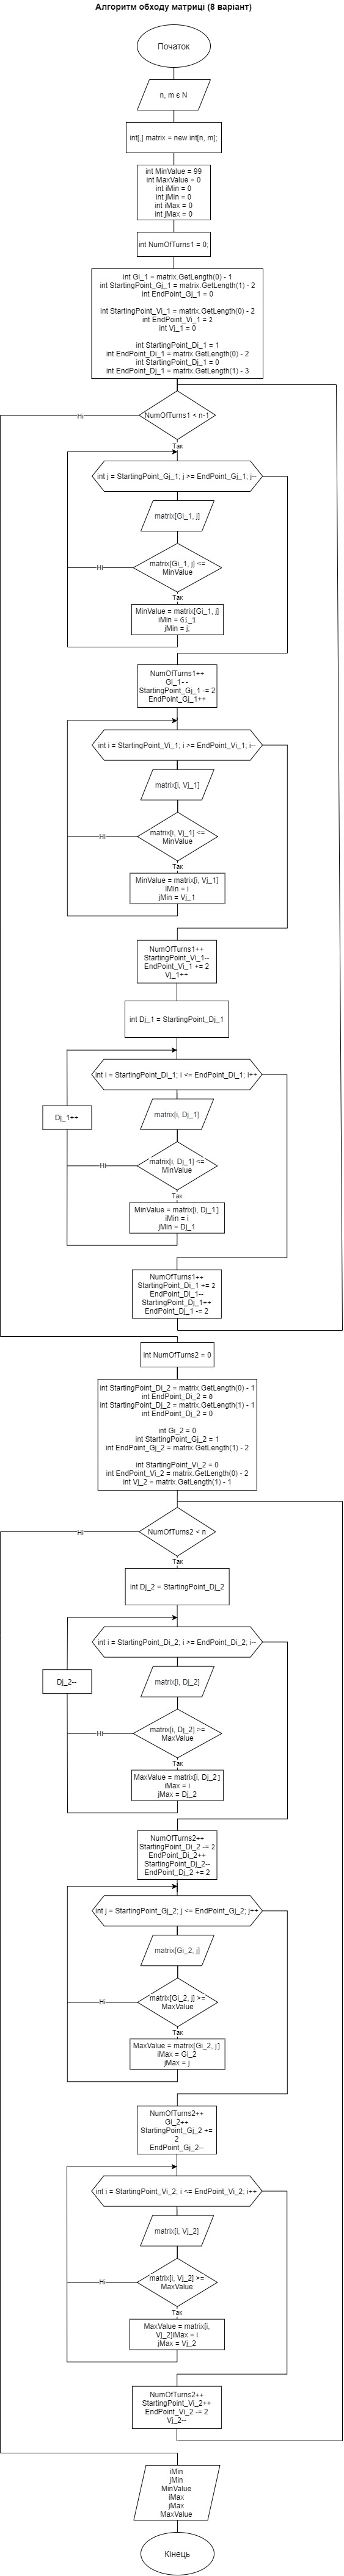 Алгоритм обходу матриці (8 варіант)
Початок
n, m є N
int[,] matrix = new int[n, m];
int MinValue = 99
int MaxValue = 0
int iMin = 0
int jMin = 0
int iMax = 0
int jMax = 0
int NumOfTurns1 = 0;
int Gi_1 = matrix.GetLength(0) - 1
int StartingPoint_Gj_1 = matrix.GetLength(1) - 2
int EndPoint_Gj_1 = 0
int StartingPoint_Vi_1 = matrix.GetLength(0) - 2
int EndPoint_Vi_1 = 2
int Vj_1 = 0
int StartingPoint_Di_1 = 1
int EndPoint_Di_1 = matrix.GetLength(0) - 2
int StartingPoint_Dj_1 = 0
int EndPoint_Dj_1 = matrix.GetLength(1) - 3
Ні
NumOfTurns1 < n-1
Так
int j = StartingPoint_Gj_1; j >= EndPoint_Gj_1; j--
matrix[Gi_1, j]
Ні
matrix[Gi_1, j] <=
MinValue
Так
MinValue = matrix[Gi_1, j]
iMin = Gi_1
jMin = j;
NumOfTurns1++
Gi_1--
StartingPoint_Gj_1 -= 2
EndPoint_Gj_1++
int i = StartingPoint_Vi_1; i >= EndPoint_Vi_1; i--
matrix[i, Vj_1]
Ні
matrix[i, Vj_1] <=
MinValue
Так
MinValue = matrix[i, Vj_1]
iMin = i
jMin = Vj_1
NumOfTurns1++
StartingPoint_Vi_1--
EndPoint_Vi_1 += 2
Vj_1++
int Dj_1 = StartingPoint_Dj_1
int i = StartingPoint_Di_1; i <= EndPoint_Di_1; i++
Dj_1++
matrix[i, Dj_1]
Ні
matrix[i, Dj_1] <=
MinValue
Так
MinValue = matrix[i, Dj_1]
iMin = i
jMin = Dj_1
NumOfTurns1++
StartingPoint_Di_1 += 2
EndPoint_Di_1--
StartingPoint_Dj_1++
EndPoint_Dj_1 -= 2
int NumOfTurns2 = 0
int StartingPoint_Di_2 = matrix.GetLength(0) - 1
int EndPoint_Di_2 = 0
int StartingPoint_Dj_2 = matrix.GetLength(1) - 1
int EndPoint_Dj_2 = 0
int Gi_2 = 0
int StartingPoint_Gj_2 = 1
int EndPoint_Gj_2 = matrix.GetLength(1) - 2
int StartingPoint_Vi_2 = 0
int EndPoint_Vi_2 = matrix.GetLength(0) - 2
int Vj_2 = matrix.GetLength(1) - 1
Ні
NumOfTurns2 < n
Так
int Dj_2 = StartingPoint_Dj_2
int i = StartingPoint_Di_2; i >= EndPoint_Di_2; i--
Dj_2--
matrix[i, Dj_2]
Ні
matrix[i, Dj_2] >=
MaxValue
Так
MaxValue = matrix[i, Dj_2]
iMax = i
jMax = Dj_2
NumOfTurns2++
StartingPoint_Di_2 -= 2
EndPoint_Di_2++
StartingPoint_Dj_2--
EndPoint_Dj_2 += 2
int j = StartingPoint_Gj_2; j <= EndPoint_Gj_2; j++
matrix[Gi_2, j]
Ні
matrix[Gi_2, j] >=
MaxValue
Так
MaxValue = matrix[Gi_2, j]
iMax = Gi_2
jMax = j
NumOfTurns2++
Gi_2++
StartingPoint_Gj_2 +=
2
EndPoint_Gj_2--
int i = StartingPoint_Vi_2; i <= EndPoint_Vi_2; i++
matrix[i, Vj_2]
Ні
matrix[i, Vj_2] >=
MaxValue
Так
MaxValue = matrix[i,
Vj_2]iMax = i
jMax = Vj_2
NumOfTurns2++
StartingPoint_Vi_2++
EndPoint_Vi_2 -= 2
Vj_2--
iMin
jMin
MinValue
iMax
jMax
MaxValue
Кінець